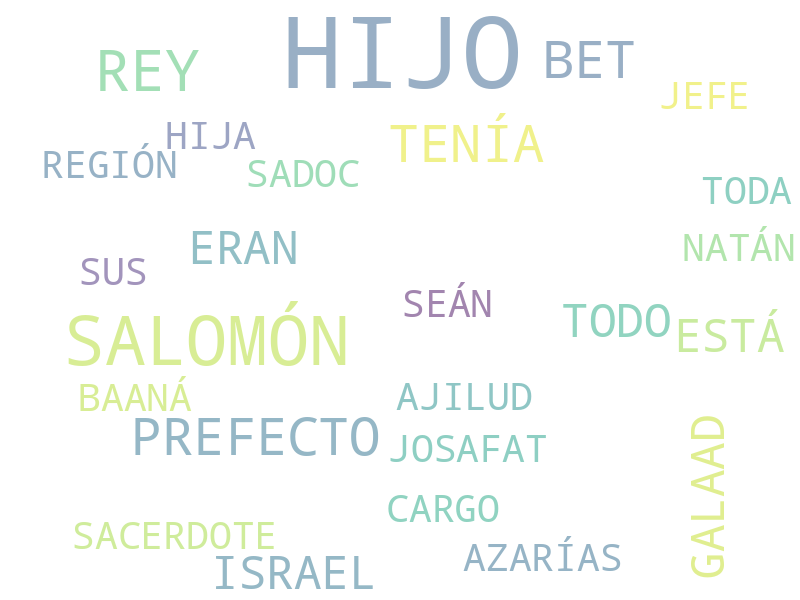 HIJO
BET
REY
JEFE
HIJA
TENÍA
REGIÓN
SADOC
TODA
ERAN
NATÁN
SUS
SEÁN
SALOMÓN
TODO
ESTÁ
BAANÁ
AJILUD
PREFECTO
JOSAFAT
GALAAD
CARGO
SACERDOTE
ISRAEL
AZARÍAS